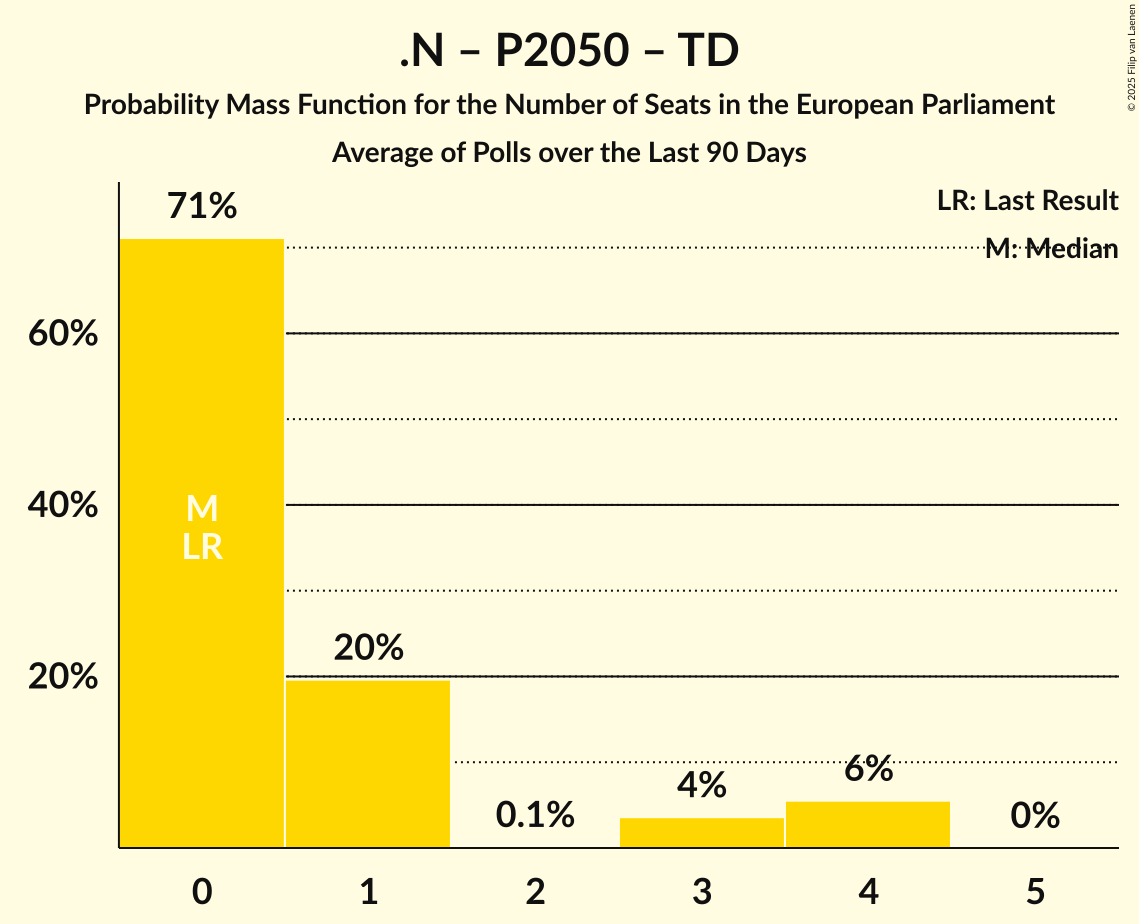 .N – P2050 – TD
Probability Mass Function for the Number of Seats in the European Parliament
Average of Polls over the Last 90 Days
© 2025 Filip van Laenen
LR: Last Result
M: Median
71%
60%
40%
20%
M
LR
20%
0.1%
4%
6%
0%
0 1 2 3 4 5